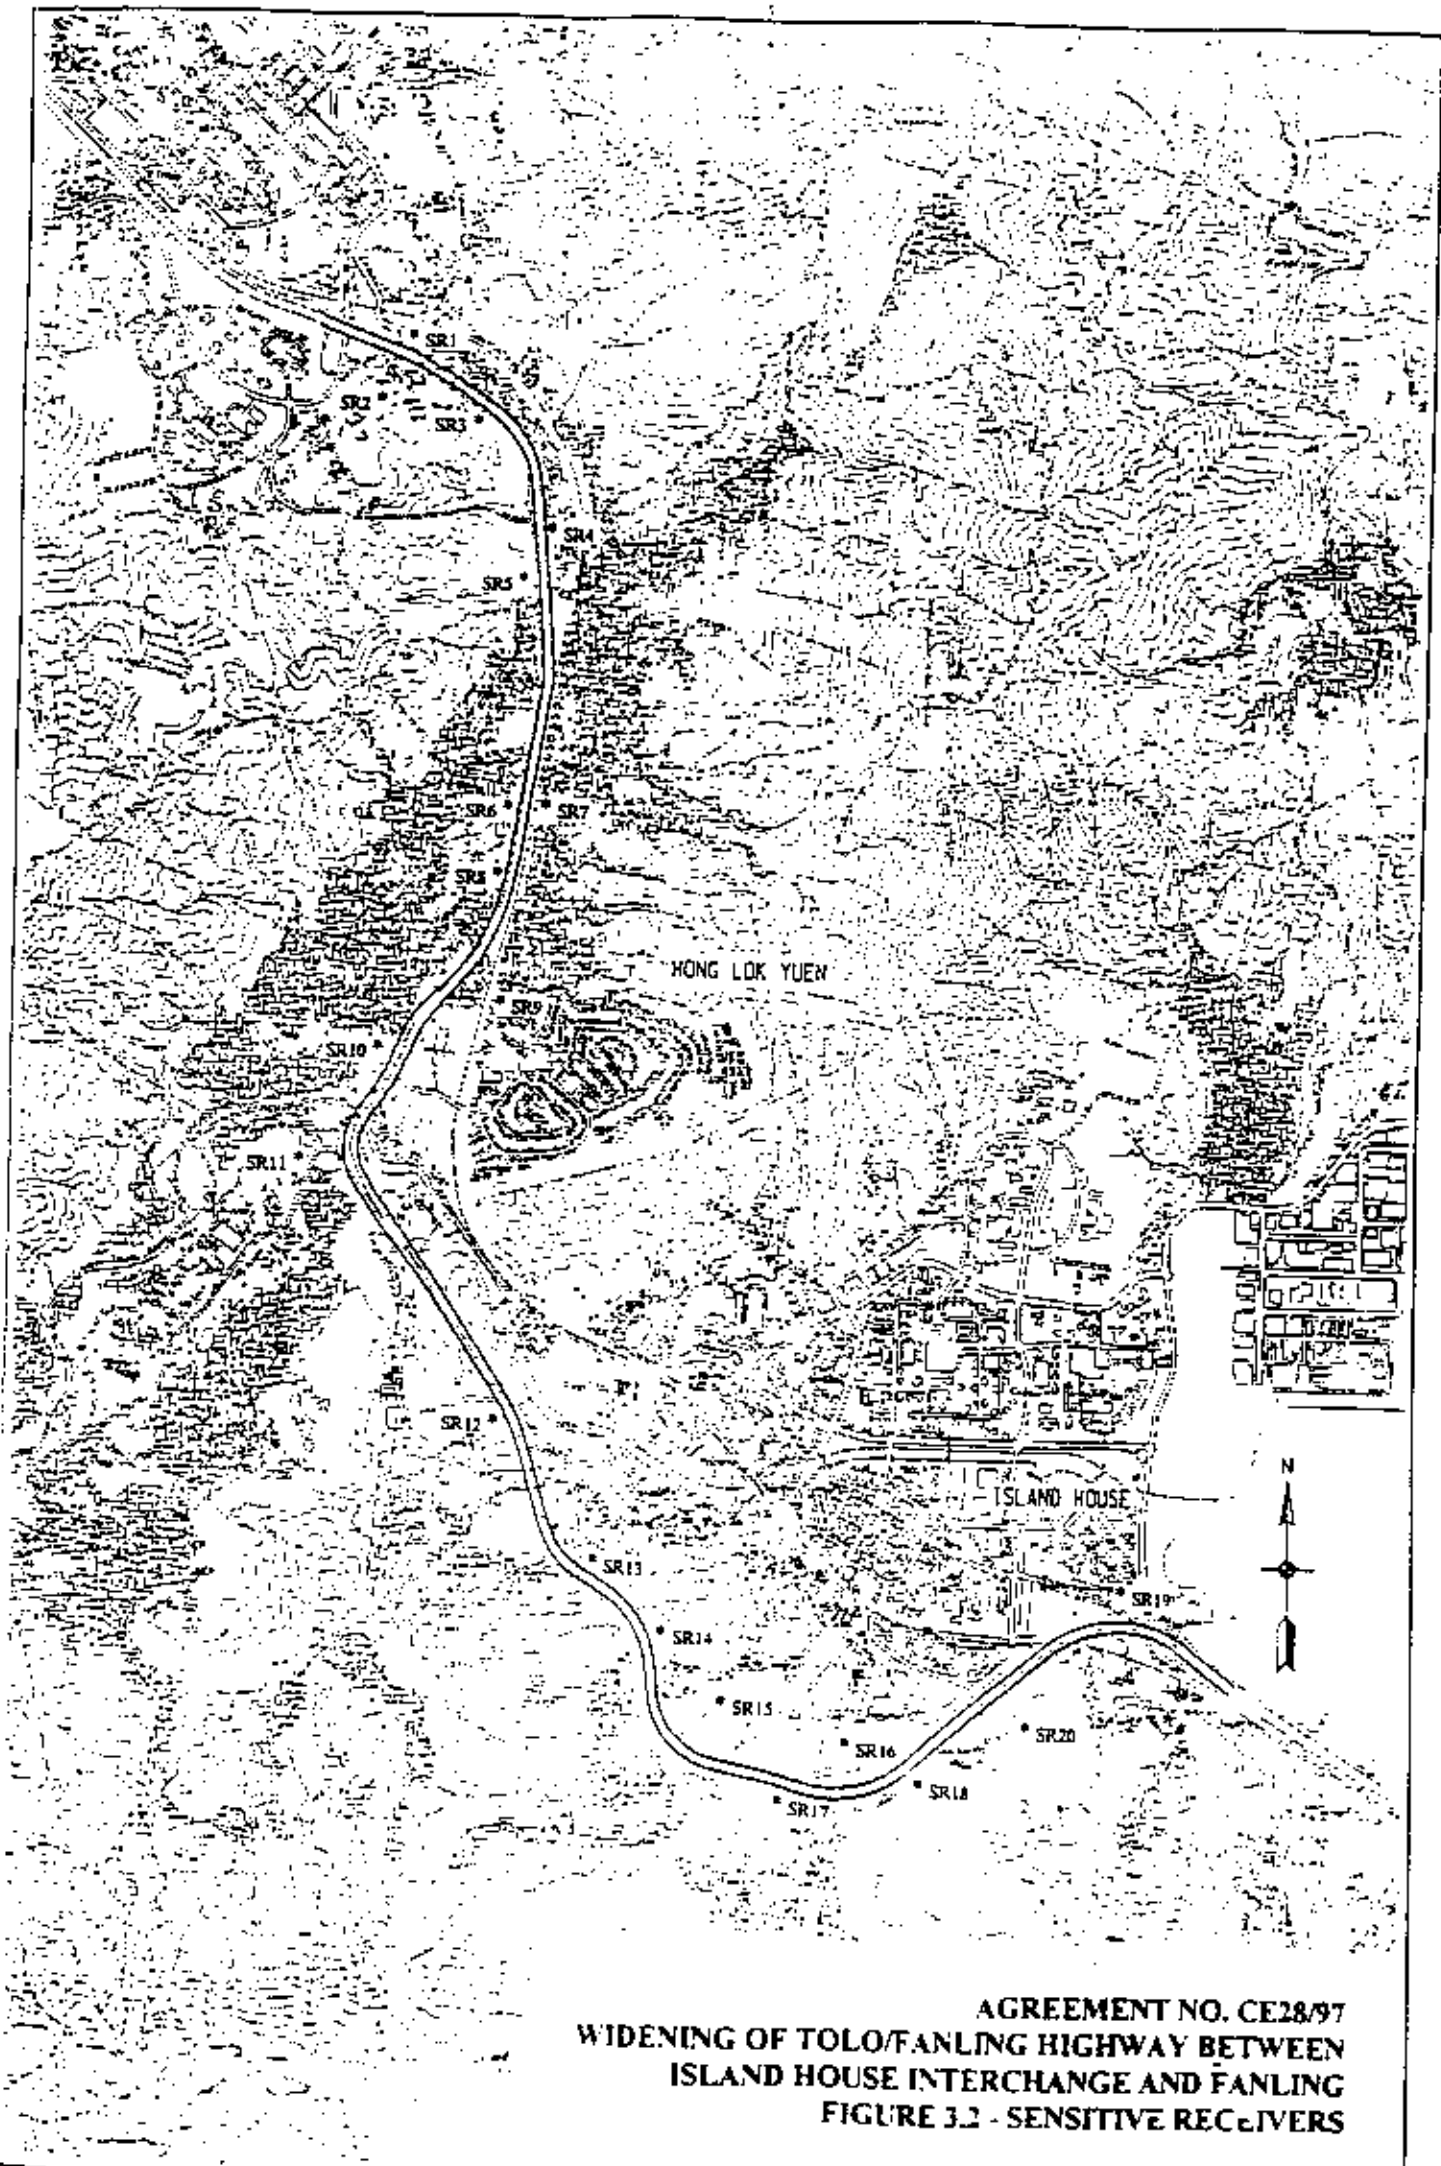 SR1
SR2
SR3
SR4
SR5
SR6
SR7
SR8
HONG LOK YUEN
SR9
SR10
SR11
SR12
N
ISLAND HOUSE
SR13
SR19
SR14
SR15
SR20
SR16
SR18
SR17
AGREEMENT NO. CE28/97
WIDENING OF TOLO/FANLING HIGHWAY BETWEEN
ISLAND HOUSE INTERCHANGE AND FANLING
FIGURE 3.2 - SENSITIVE RECEIVERS